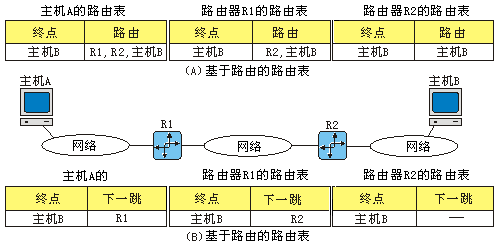 主机A的路由表 路由器R1的路由表 路由器R2的路由表
终点 路由 终点 路由 终点 路由
主机B R1,R2,主机B 主机B R2,主机B 主机B 主机B
(A)基于路由的路由表
主机A 主机B
R1 R2
网络 网络 网络
主机A的 路由器R1的路由表 路由器R2的路由表
终点 下一跳 终点 下一跳 终点 下一跳
主机B R1 主机B R2 主机B —
(B)基于路由的路由表